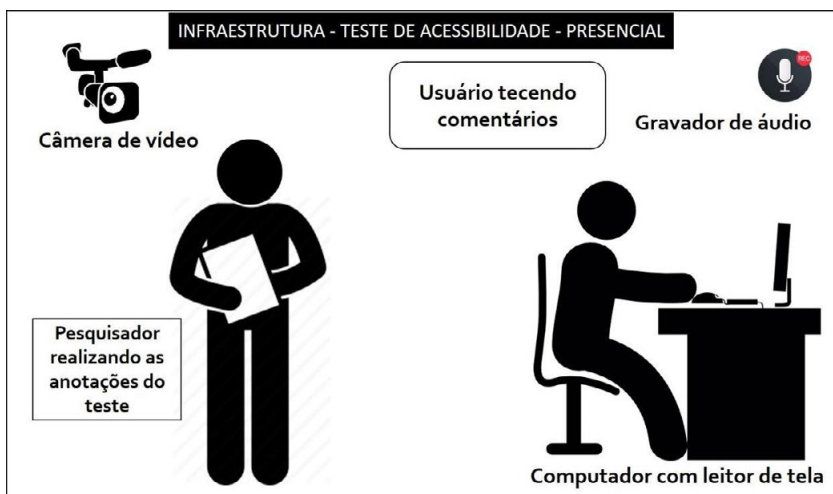 INFRAESTRUTURA - TESTE DE ACESSIBILIDADE - PRESENCIAL
Câmera de vídeo
Usuário tecendo
comentários
REC
Gravador de áudio
Pesquisador
realizando as
anotações do
teste
Computador com leitor de tela